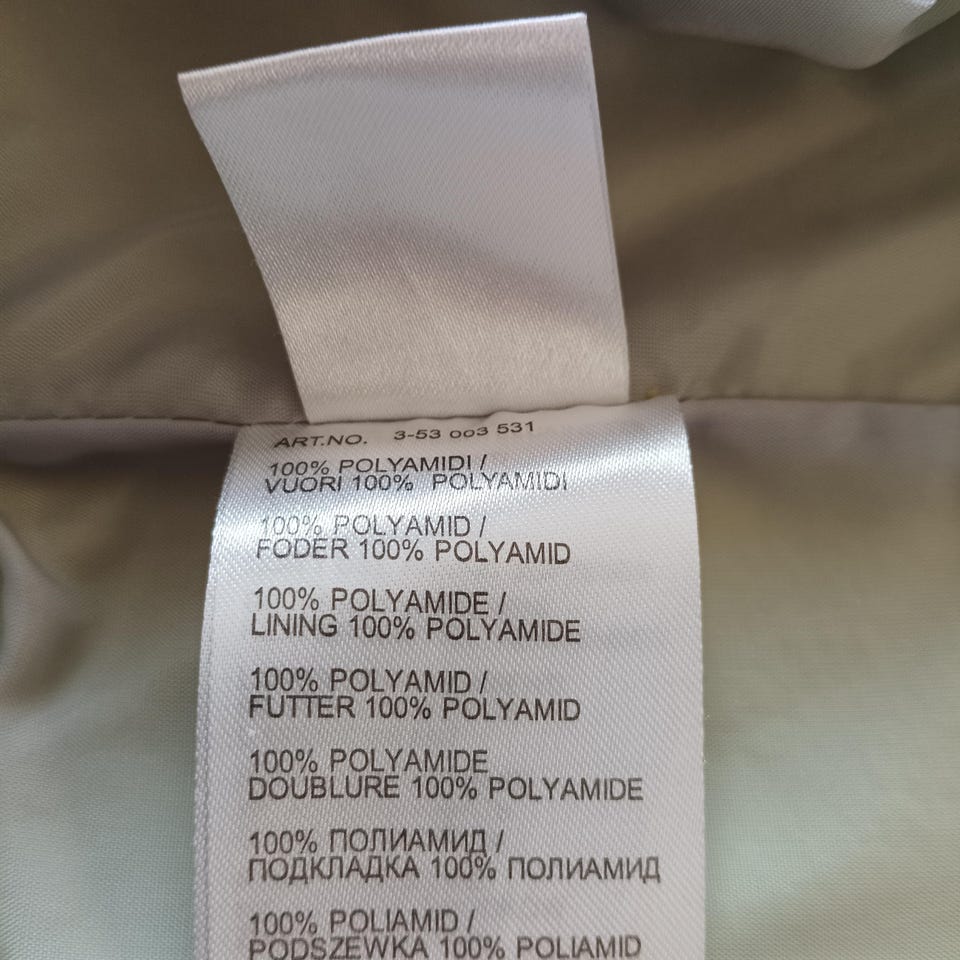 ART.NO. 3-53 003 531
100% POLYAMIDI /
VUORI 100% POLYAMIDI
100% POLYAMID /
FODER 100% POLYAMID
100% POLYAMIDE /
LINING 100% POLYAMIDE
100% POLYAMID /
FUTTER 100% POLYAMID
100% POLYAMIDE
DOUBLURE 100% POLYAMIDE
100% ПОЛИАМИД /
ПОДКЛАДКА 100% ПОЛИАМИД
100% POLIAMID /
PODSZEWKA 100% POLIAMID